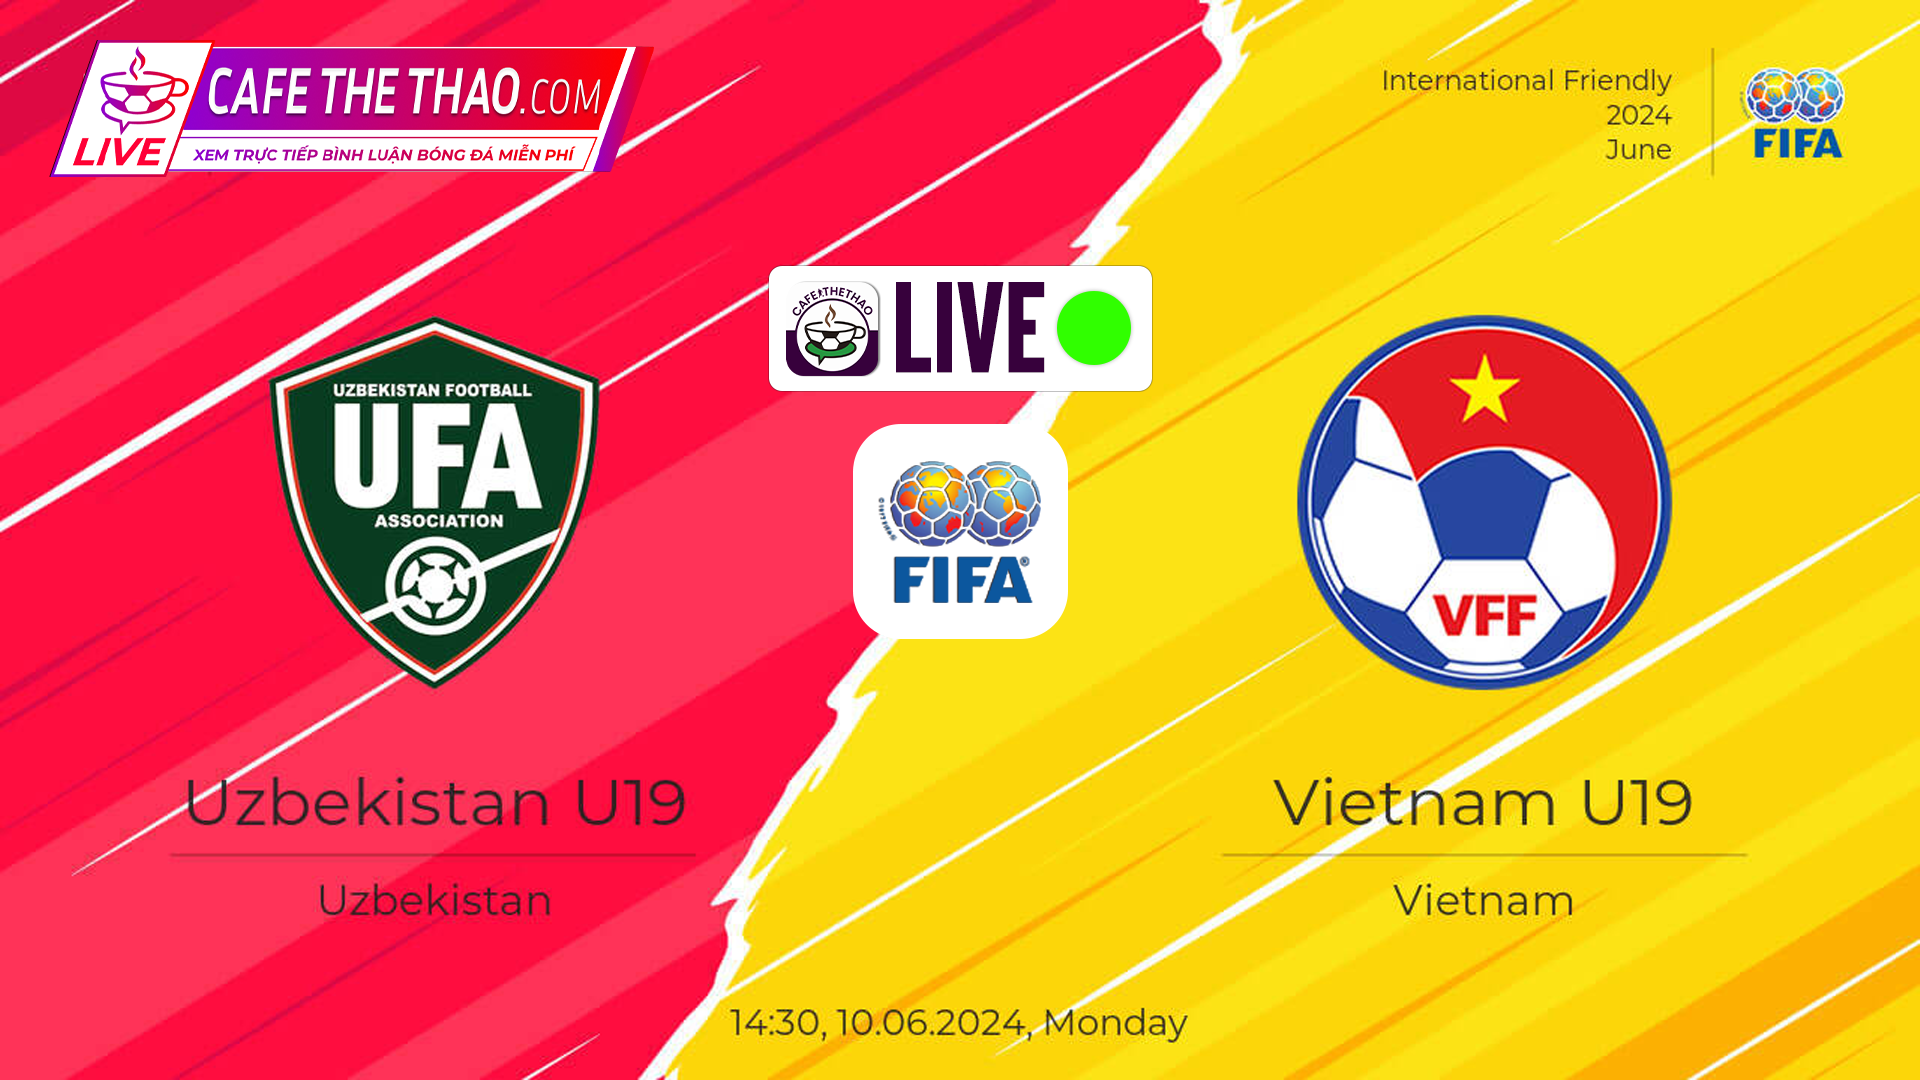 CAFE THE THAO.COM
LIVE
XEM TRỰC TIẾP BÌNH LUẬN BÓNG ĐÁ MIỄN PHÍ
International Friendly
2024
June
FIFA
CAFETHETHAO
LIVE
UZBEKISTAN FOOTBALL
UFA
ASSOCIATION
FIFA®
VFF
Uzbekistan U19
Uzbekistan
Vietnam U19
Vietnam
14:30, 10.06.2024, Monday